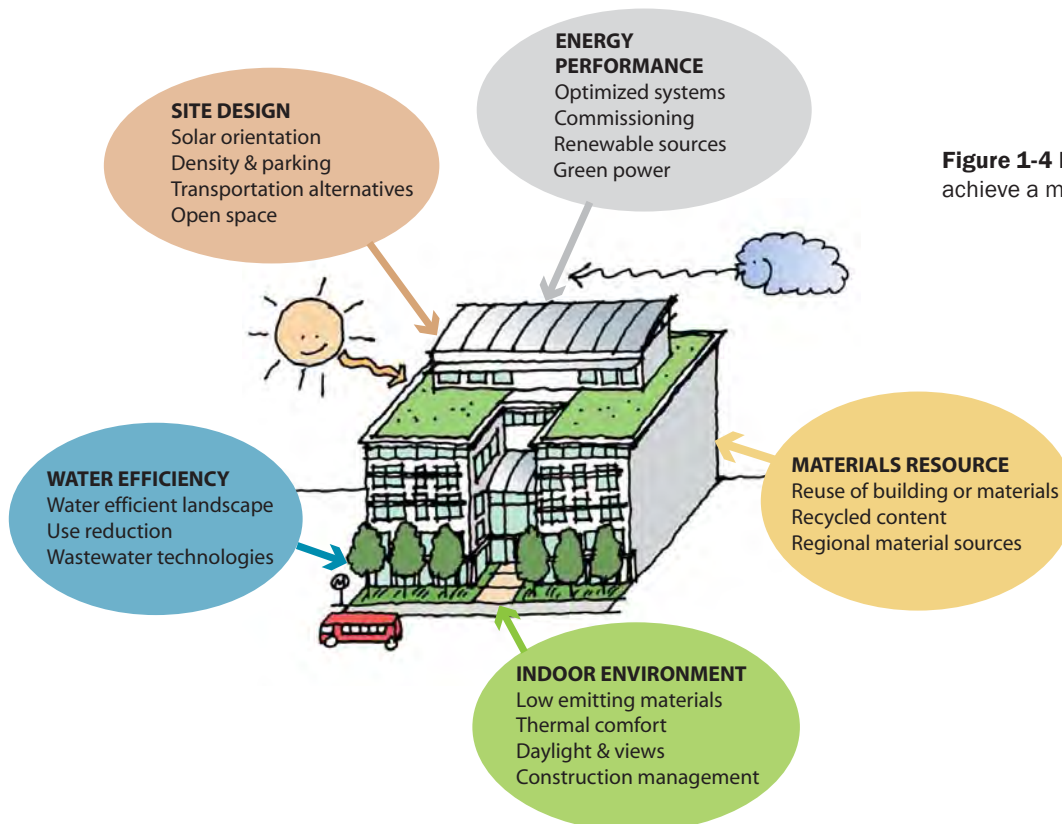 ENERGY
PERFORMANCE
Optimized systems
Commissioning
Renewable sources
Green power
SITE DESIGN
Solar orientation
Density & parking
Transportation alternatives
Open space
Figure 1-4
achieve a
WATER EFFICIENCY
Water efficient landscape
Use reduction
Wastewater technologies
MATERIALS RESOURCE
Reuse of building or materials
Recycled content
Regional material sources
INDOOR ENVIRONMENT
Low emitting materials
Thermal comfort
Daylight & views
Construction management